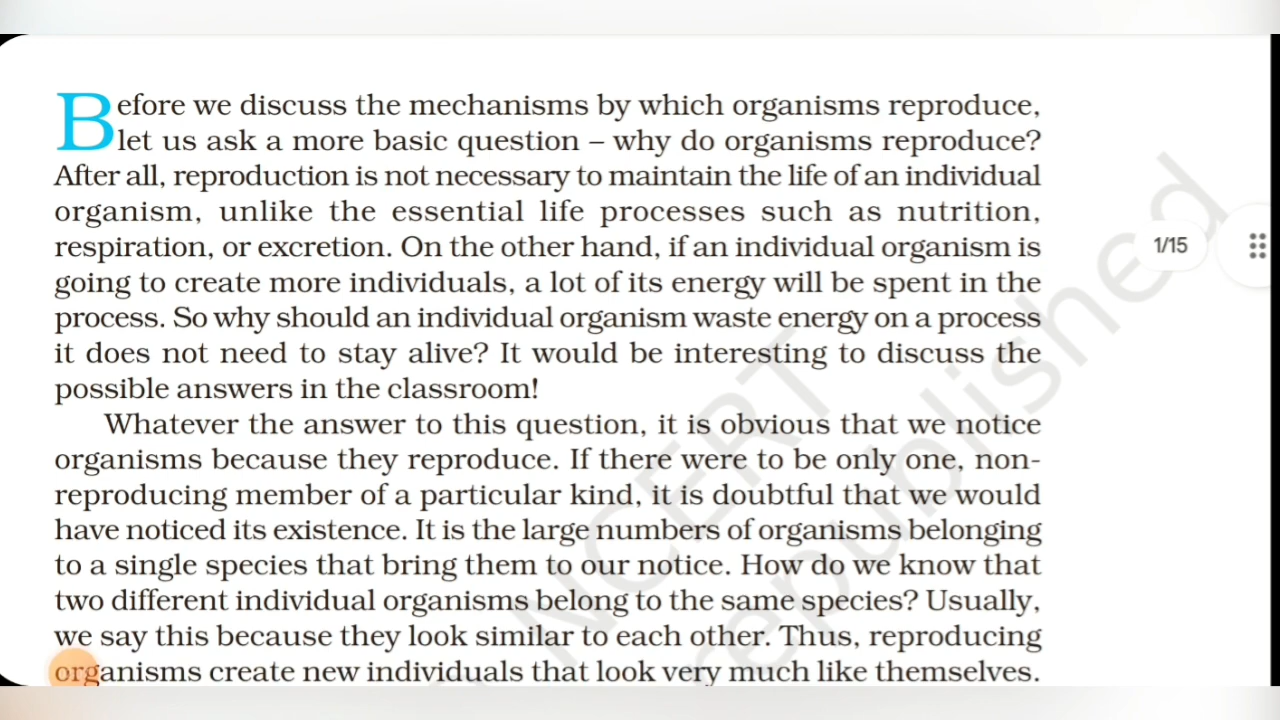 Before we discuss the mechanisms by which organisms reproduce,
let us ask a more basic question – why do organisms reproduce?
After all, reproduction is not necessary to maintain the life of an individual
organism, unlike the essential life processes such as nutrition,
respiration, or excretion. On the other hand, if an individual organism is
going to create more individuals, a lot of its energy will be spent in the
process. So why should an individual organism waste energy on a process
it does not need to stay alive? It would be interesting to discuss the
possible answers in the classroom!
Whatever the answer to this question, it is obvious that we notice
organisms because they reproduce. If there were to be only one, non-
reproducing member of a particular kind, it is doubtful that we would
have noticed its existence. It is the large numbers of organisms belonging
to a single species that bring them to our notice. How do we know that
two different individual organisms belong to the same species? Usually,
we say this because they look similar to each other. Thus, reproducing
organisms create new individuals that look very much like themselves.
1/15
NCERT
republished